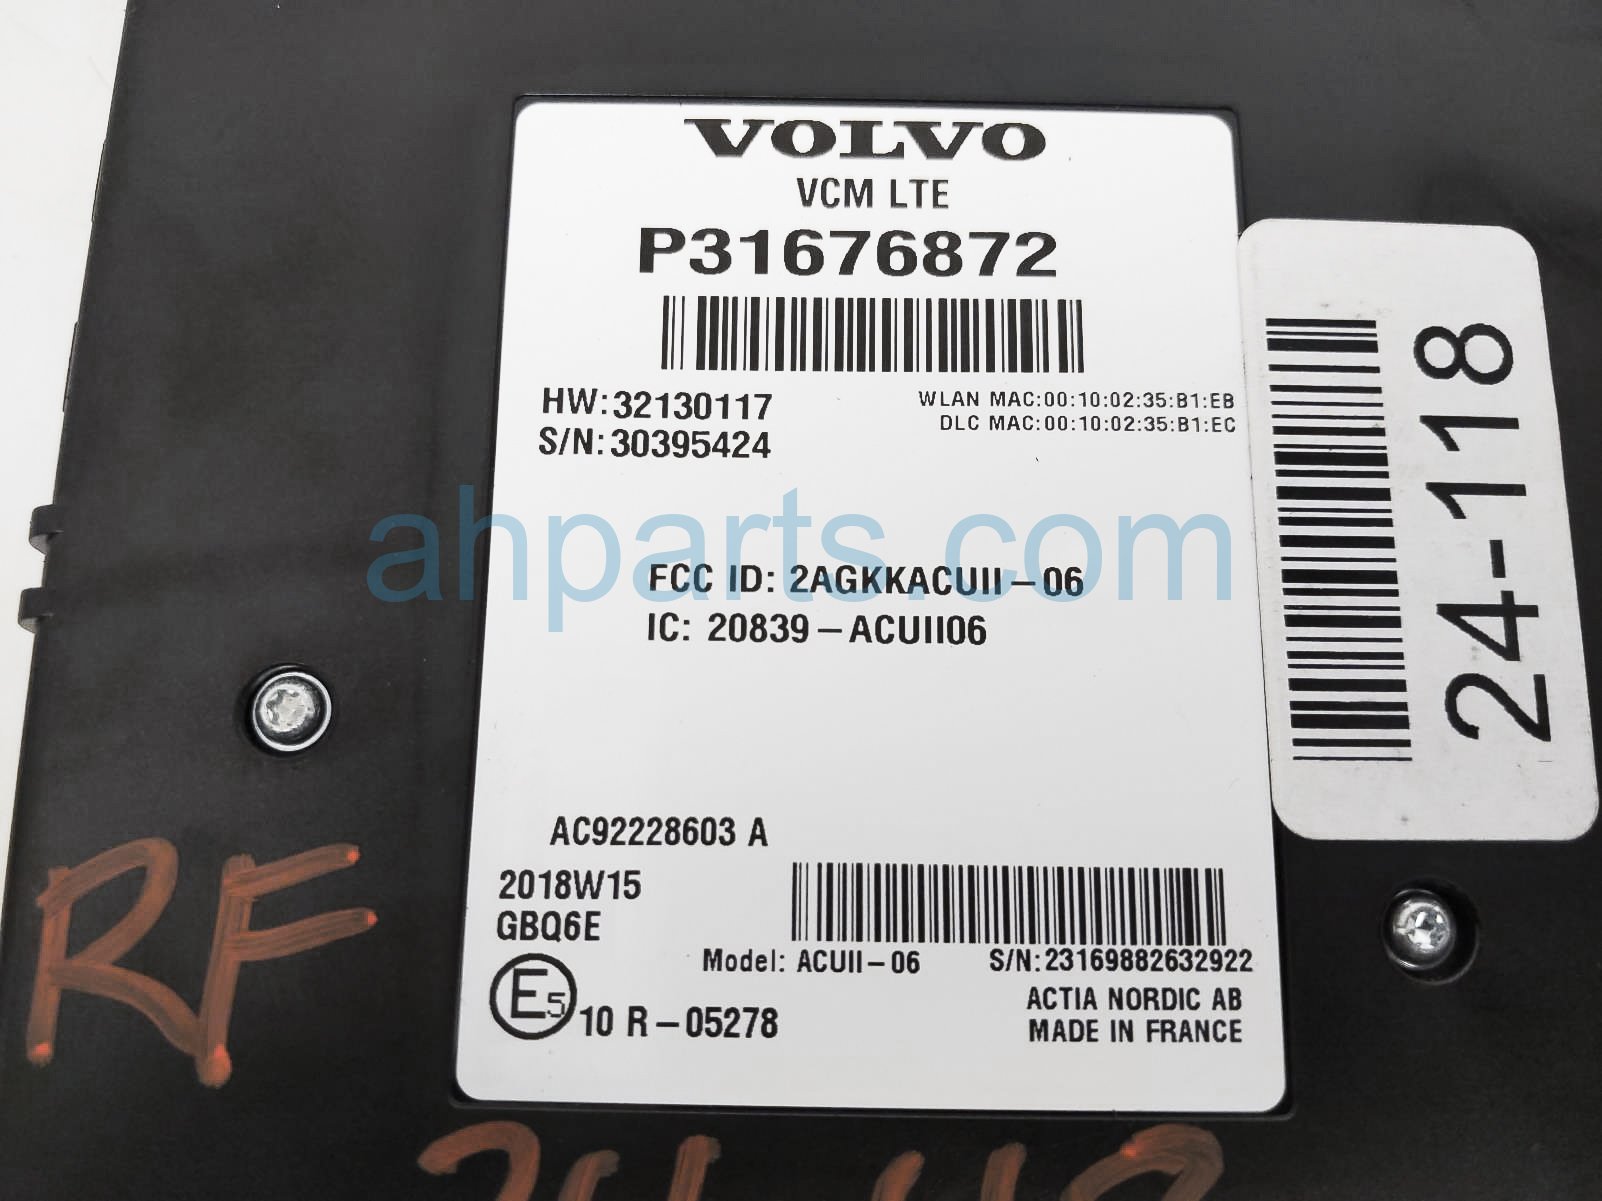 VOLVO
VCM LTE
P31676872
HW:32130117
S/N:30395424
WLAN MAC:00:10:02:35:B1:EB
DLC MAC:00:10:02:35:B1:EC
24-118
ahparts.com
FCC ID: 2AGKKACUII-06
IC: 20839-ACUII06
AC92228603 A
2018W15
GBQ6E
Model: ACUII-06
S/N:23169882632922
E5
10 R-05278
ACTIA NORDIC AB
MADE IN FRANCE
RF